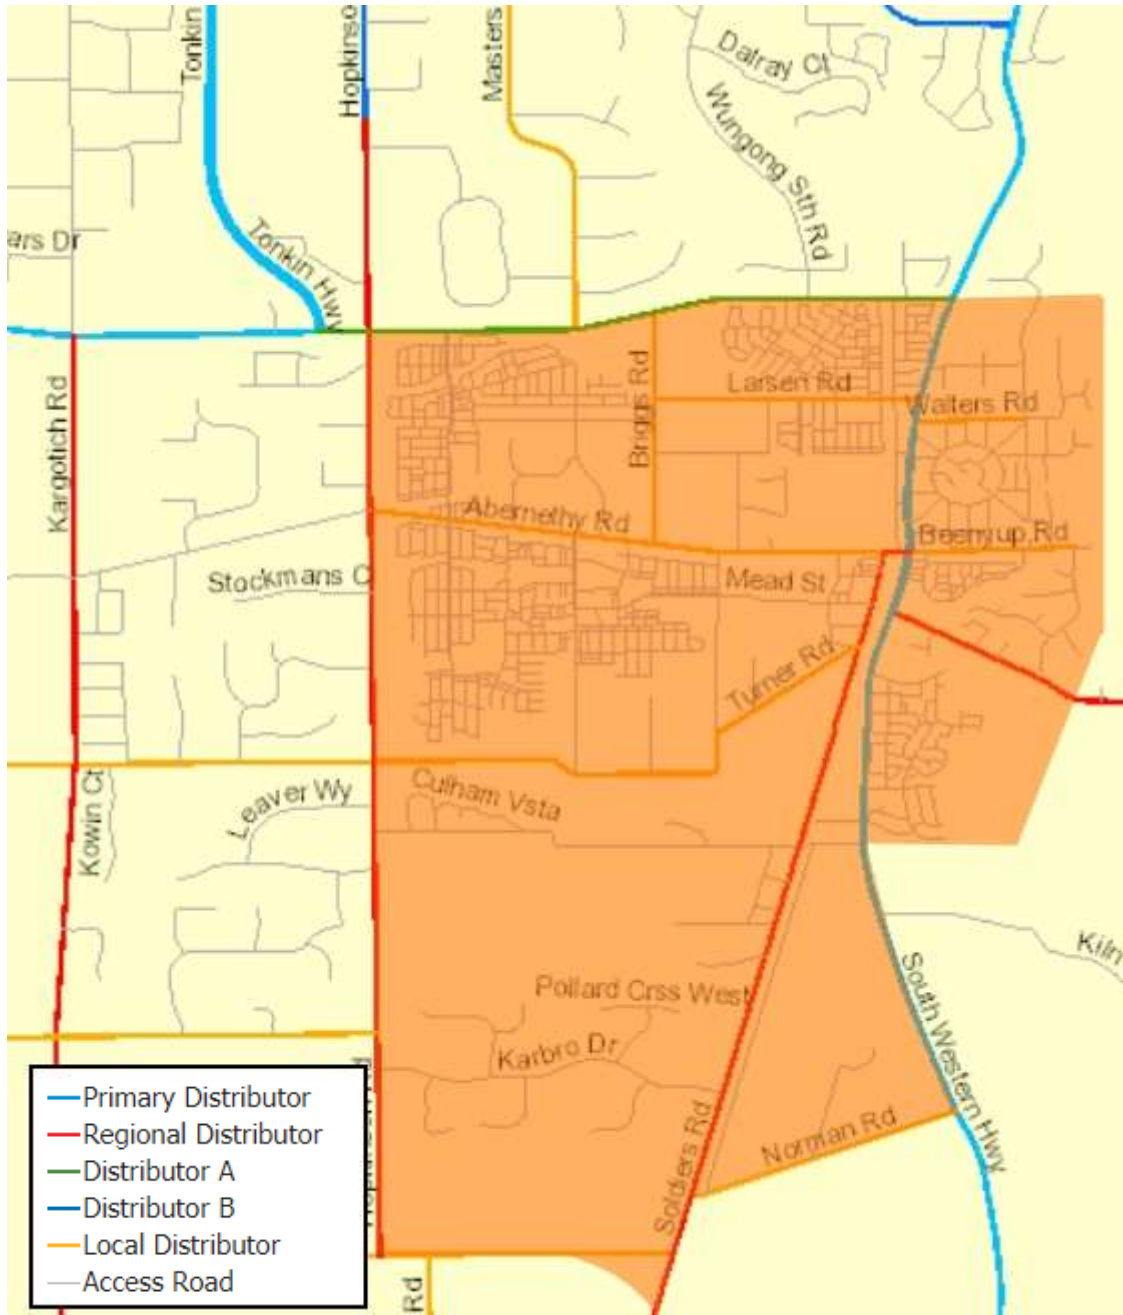 Tonkin
Hopkinso
Masters
Dalray Ct
Wungong Sth Rd
ars Dr
Tonkin Hwy
Kargotich Rd
Briggs Rd
Larsen Rd
Walters Rd
Abernethy Rd
Beenyup Rd
Stockmans C
Mead St
Turner Rd
Kowin Ct
Leaver Wy
Culham Vsta
Kiln
South Western Hwy
Pollard Crss West
Karbro Dr
Soldiers Rd
Norman Rd
Rd
Primary Distributor
Regional Distributor
Distributor A
Distributor B
Local Distributor
Access Road